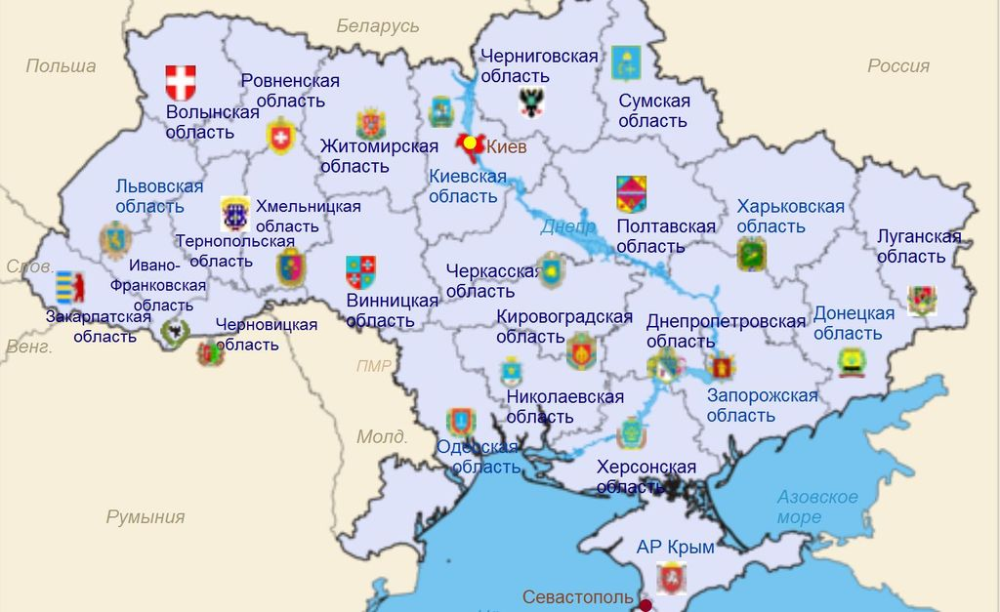 Беларусь
Польша
Россия
Черниговская
область
Ровненская
область
Волынская
область
Сумская
область
Житомирская
область
Киев
Киевская
область
Львовская
область
Хмельницкая
область
Тернопольская
область
Днепр
Полтавская
область
Харьковская
область
Луганская
область
Слов.
Ивано-
Франковская
область
Черкасская
область
Винницкая
область
Закарпатская
область
Черновицкая
область
Венг.
Кировоградская
область
Днепропетровская
область
Донецкая
область
ПМР
Николаевская
область
Запорожская
область
Молд.
Одесская
область
Херсонская
область
Румыния
Азовское
море
АР Крым
Севастополь